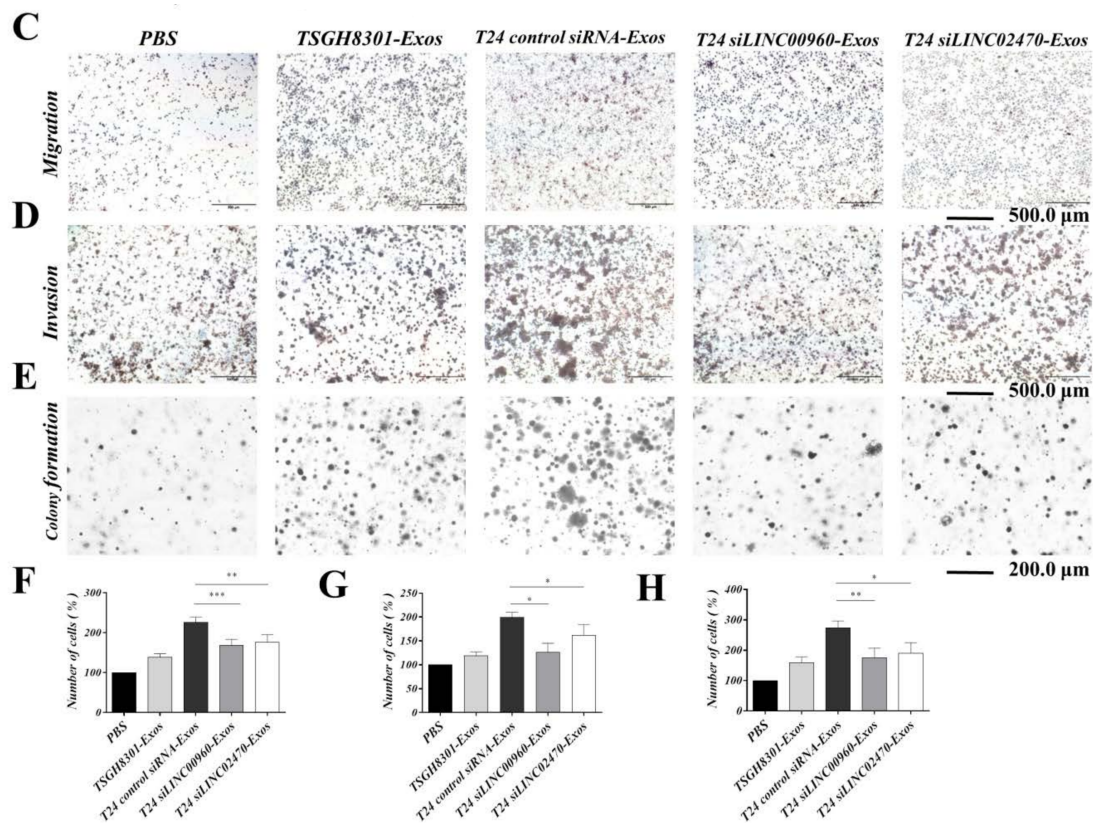 C
PBS
TSGH8301-Exos
T24 control siRNA-Exos
T24 siLINC00960-Exos
T24 siLINC02470-Exos
Migration
500.0 µm
D
Invasion
500.0 µm
E
Colony formation
200.0 µm
F
Number of cells ( % )
300
200
100
0
***
**
PBS
TSGH8301-Exos
T24 control siRNA-Exos
T24 siLINC00960-Exos
T24 siLINC02470-Exos
G
Number of cells ( % )
250
200
150
100
50
0
*
*
PBS
TSGH8301-Exos
T24 control siRNA-Exos
T24 siLINC00960-Exos
T24 siLINC02470-Exos
H
Number of cells ( % )
400
300
200
100
0
*
**
PBS
TSGH8301-Exos
T24 control siRNA-Exos
T24 siLINC00960-Exos
T24 siLINC02470-Exos